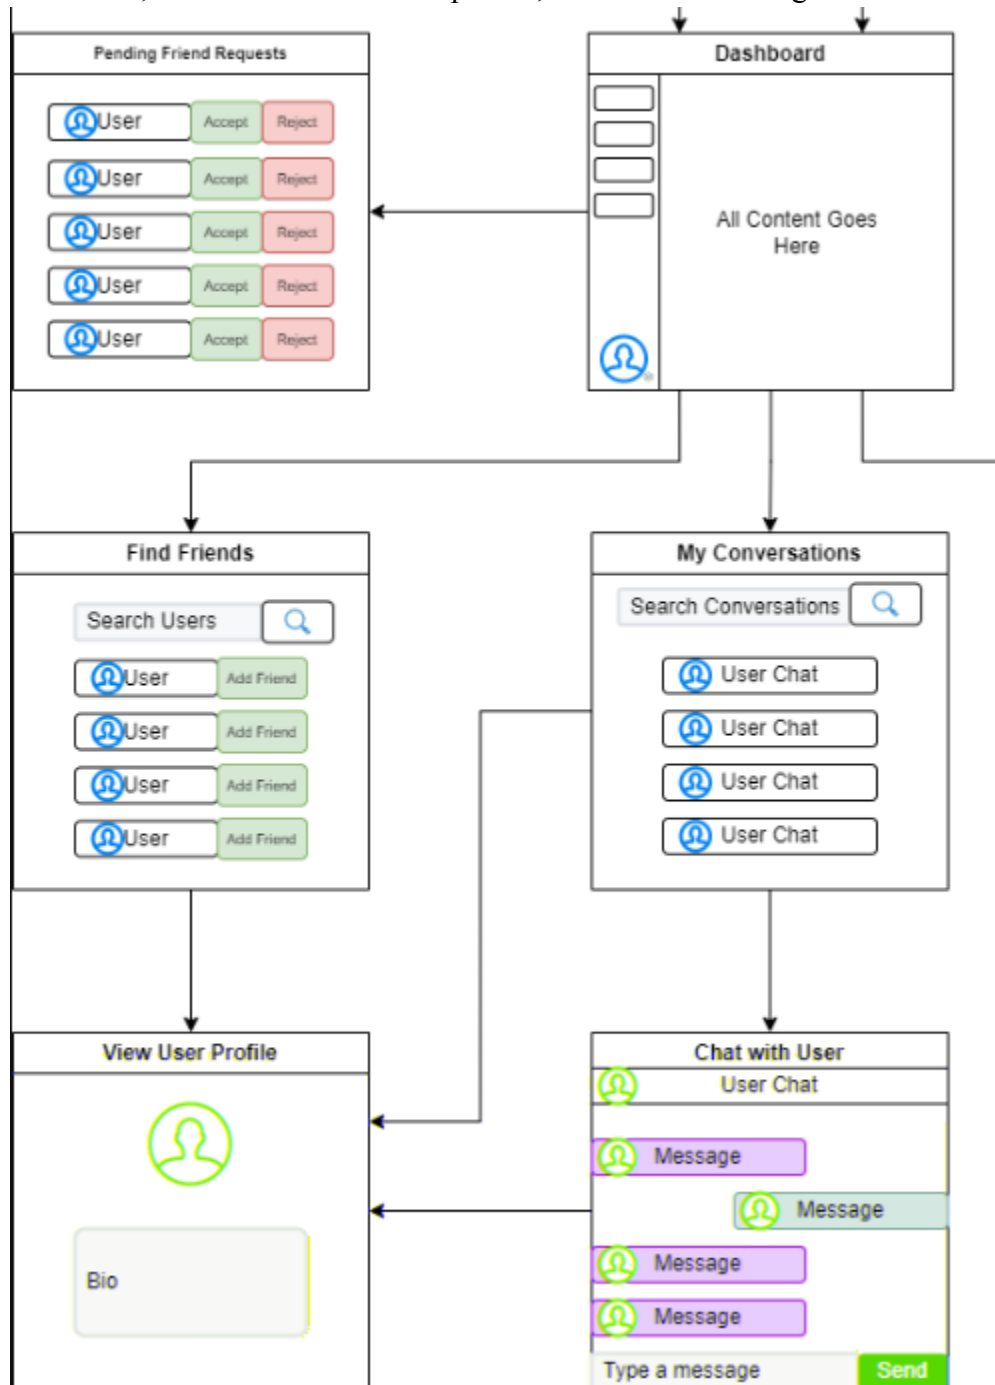 Pending Friend Requests
User Accept Reject
User Accept Reject
User Accept Reject
User Accept Reject
User Accept Reject
Dashboard
All Content Goes
Here
Find Friends
Search Users
User Add Friend
User Add Friend
User Add Friend
User Add Friend
My Conversations
Search Conversations
User Chat
User Chat
User Chat
User Chat
View User Profile
Bio
Chat with User
User Chat
Message
Message
Message
Message
Type a message Send